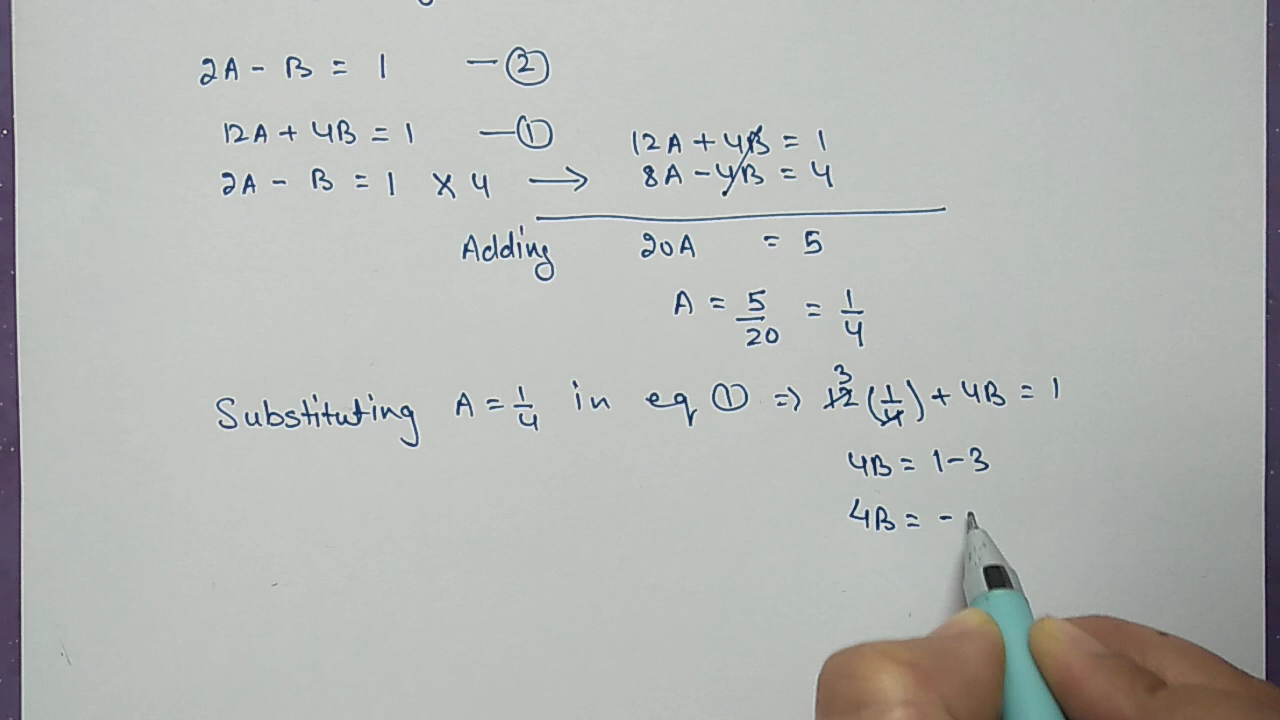 2A - B = 1 — ②
12A + 4B = 1 — ①
2A - B = 1 × 4 →
12A + 4B = 1
8A - 4B = 4
Adding 20A = 5
A = 5/20 = 1/4
Substituting A = 1/4 in eq ① => 12 3 (1/4) + 4B = 1
4B = 1 - 3
4B = -